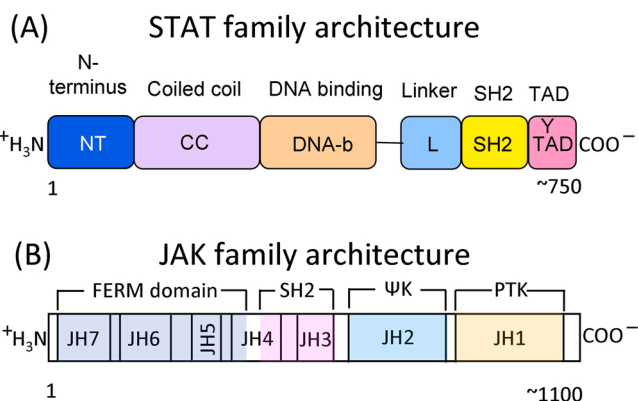 (A) STAT family architecture
N-
terminus Coiled coil DNA binding Linker SH2 TAD
⁺H₃N NT CC DNA-b L SH2 Y TAD COO⁻
1 ~750
(B) JAK family architecture
FERM domain SH2 ΨK PTK
⁺H₃N JH7 JH6 JH5 JH4 JH3 JH2 JH1 COO⁻
1 ~1100